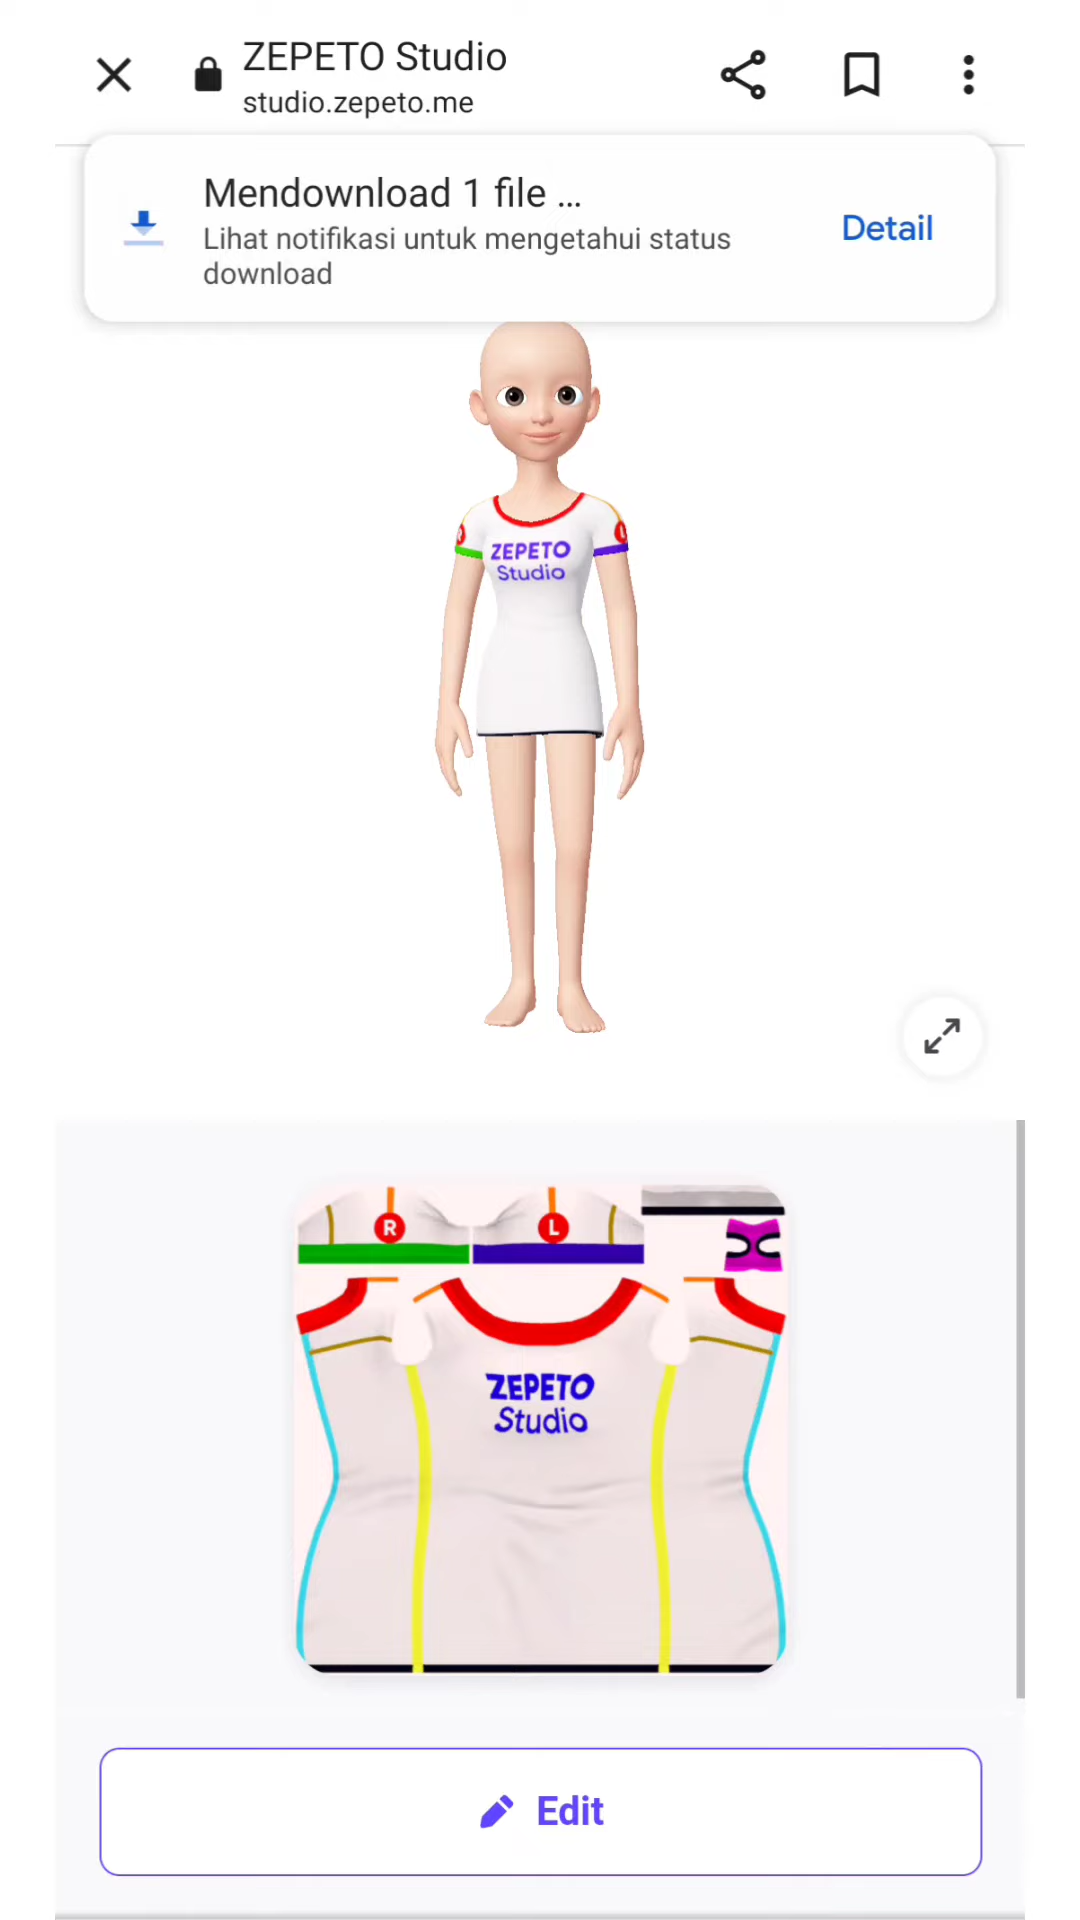 ZEPETO Studio
studio.zepeto.me
Mendownload 1 file ...
Lihat notifikasi untuk mengetahui status
download
Detail
R
L
ZEPETO
Studio
R
L
ZEPETO
Studio
Edit